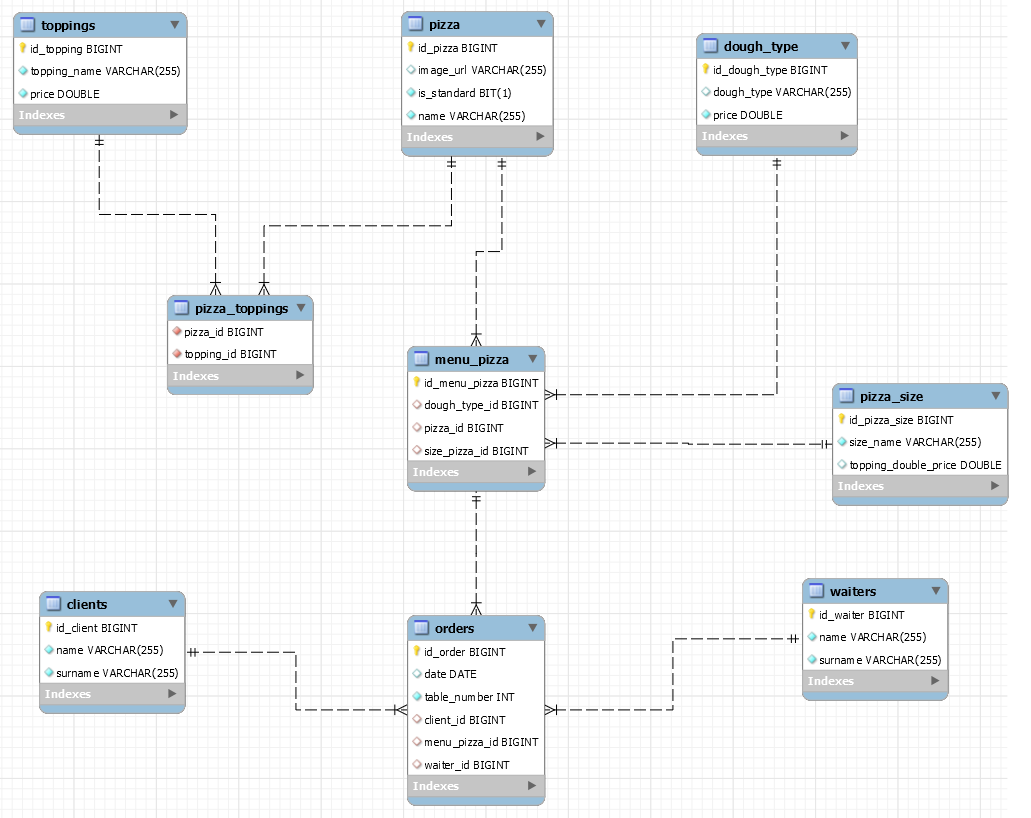 toppings
id_topping BIGINT
topping_name VARCHAR(255)
price DOUBLE
Indexes
pizza
id_pizza BIGINT
image_url VARCHAR(255)
is_standard BIT(1)
name VARCHAR(255)
Indexes
dough_type
id_dough_type BIGINT
dough_type VARCHAR(255)
price DOUBLE
Indexes
pizza_toppings
pizza_id BIGINT
topping_id BIGINT
Indexes
menu_pizza
id_menu_pizza BIGINT
dough_type_id BIGINT
pizza_id BIGINT
size_pizza_id BIGINT
Indexes
pizza_size
id_pizza_size BIGINT
size_name VARCHAR(255)
topping_double_price DOUBLE
Indexes
clients
id_client BIGINT
name VARCHAR(255)
surname VARCHAR(255)
Indexes
orders
id_order BIGINT
date DATE
table_number INT
client_id BIGINT
menu_pizza_id BIGINT
waiter_id BIGINT
Indexes
waiters
id_waiter BIGINT
name VARCHAR(255)
surname VARCHAR(255)
Indexes